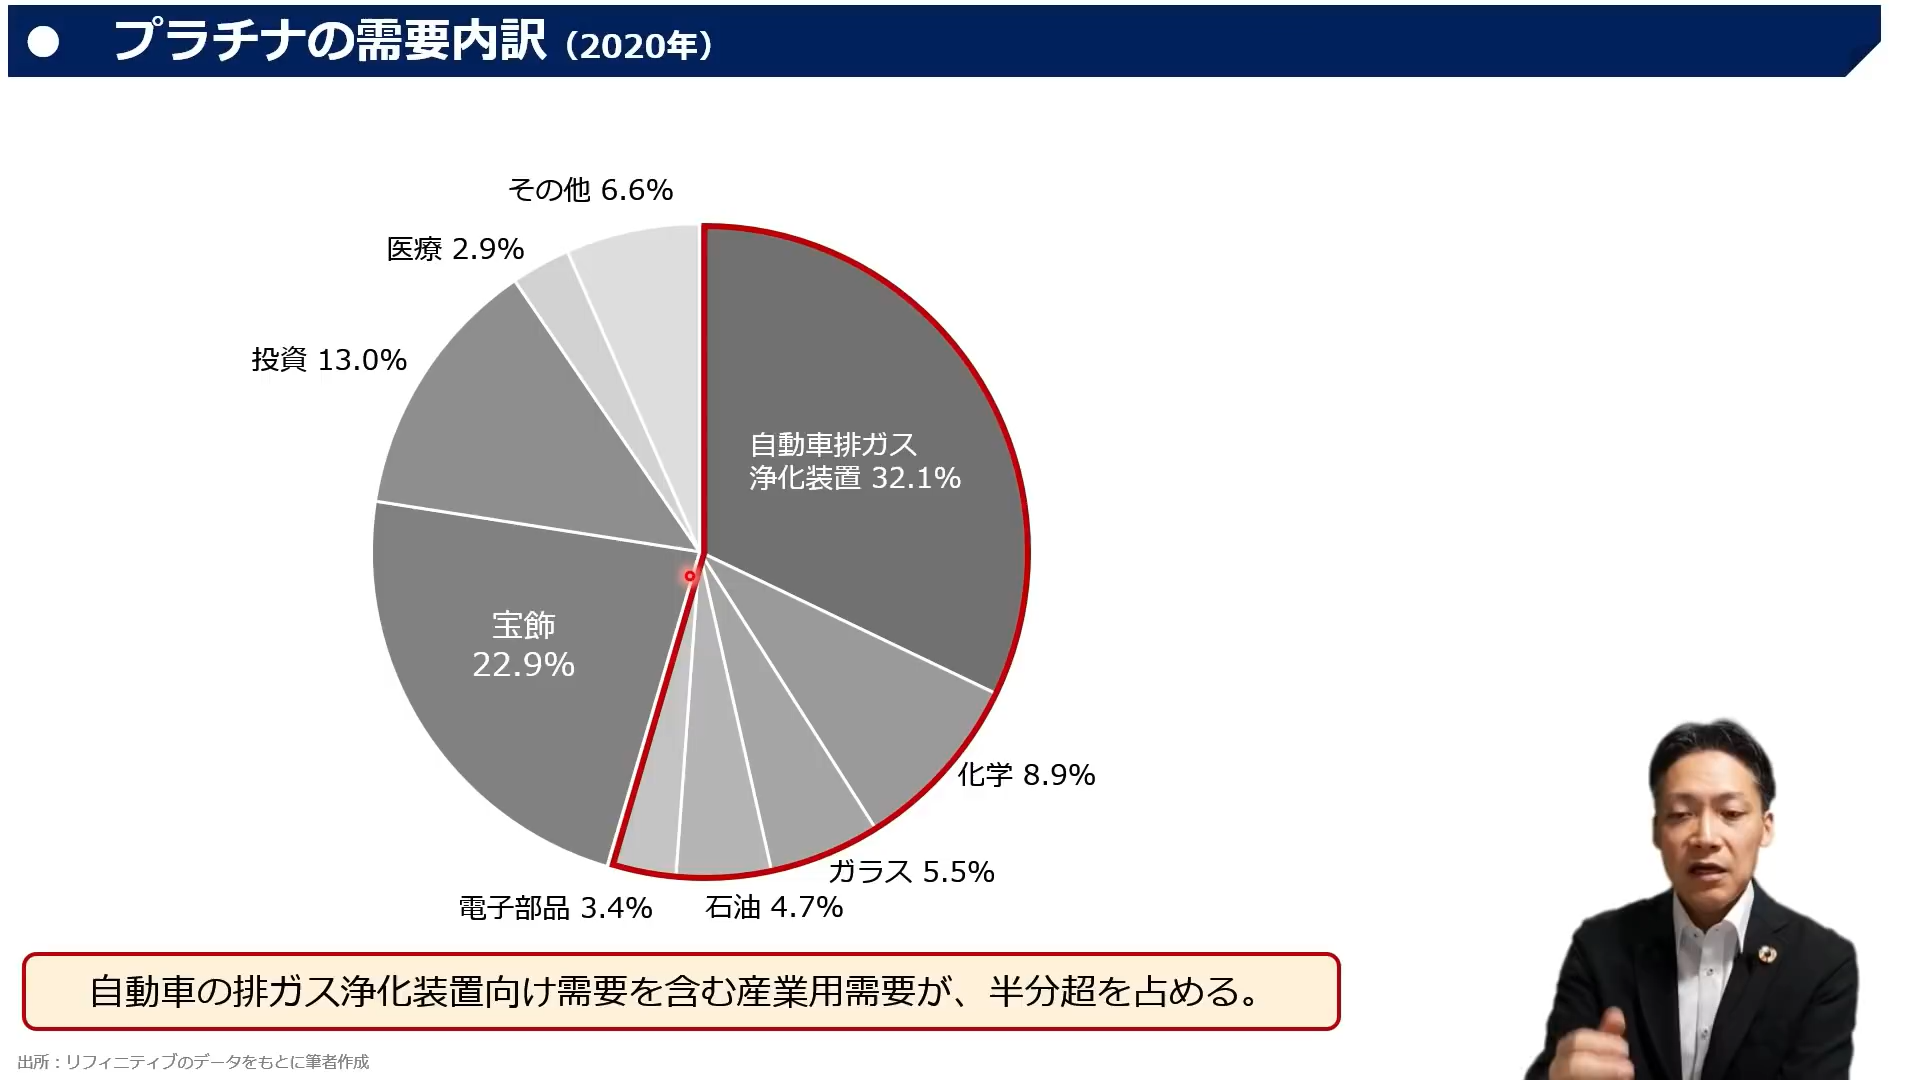 プラチナの需要内訳（2020年）
その他 6.6%
医療 2.9%
投資 13.0%
自動車排ガス
浄化装置 32.1%
宝飾
22.9%
化学 8.9%
ガラス 5.5%
電子部品 3.4%
石油 4.7%
自動車の排ガス浄化装置向け需要を含む産業用需要が、半分超を占める。
出所：リフィニティブのデータをもとに筆者作成